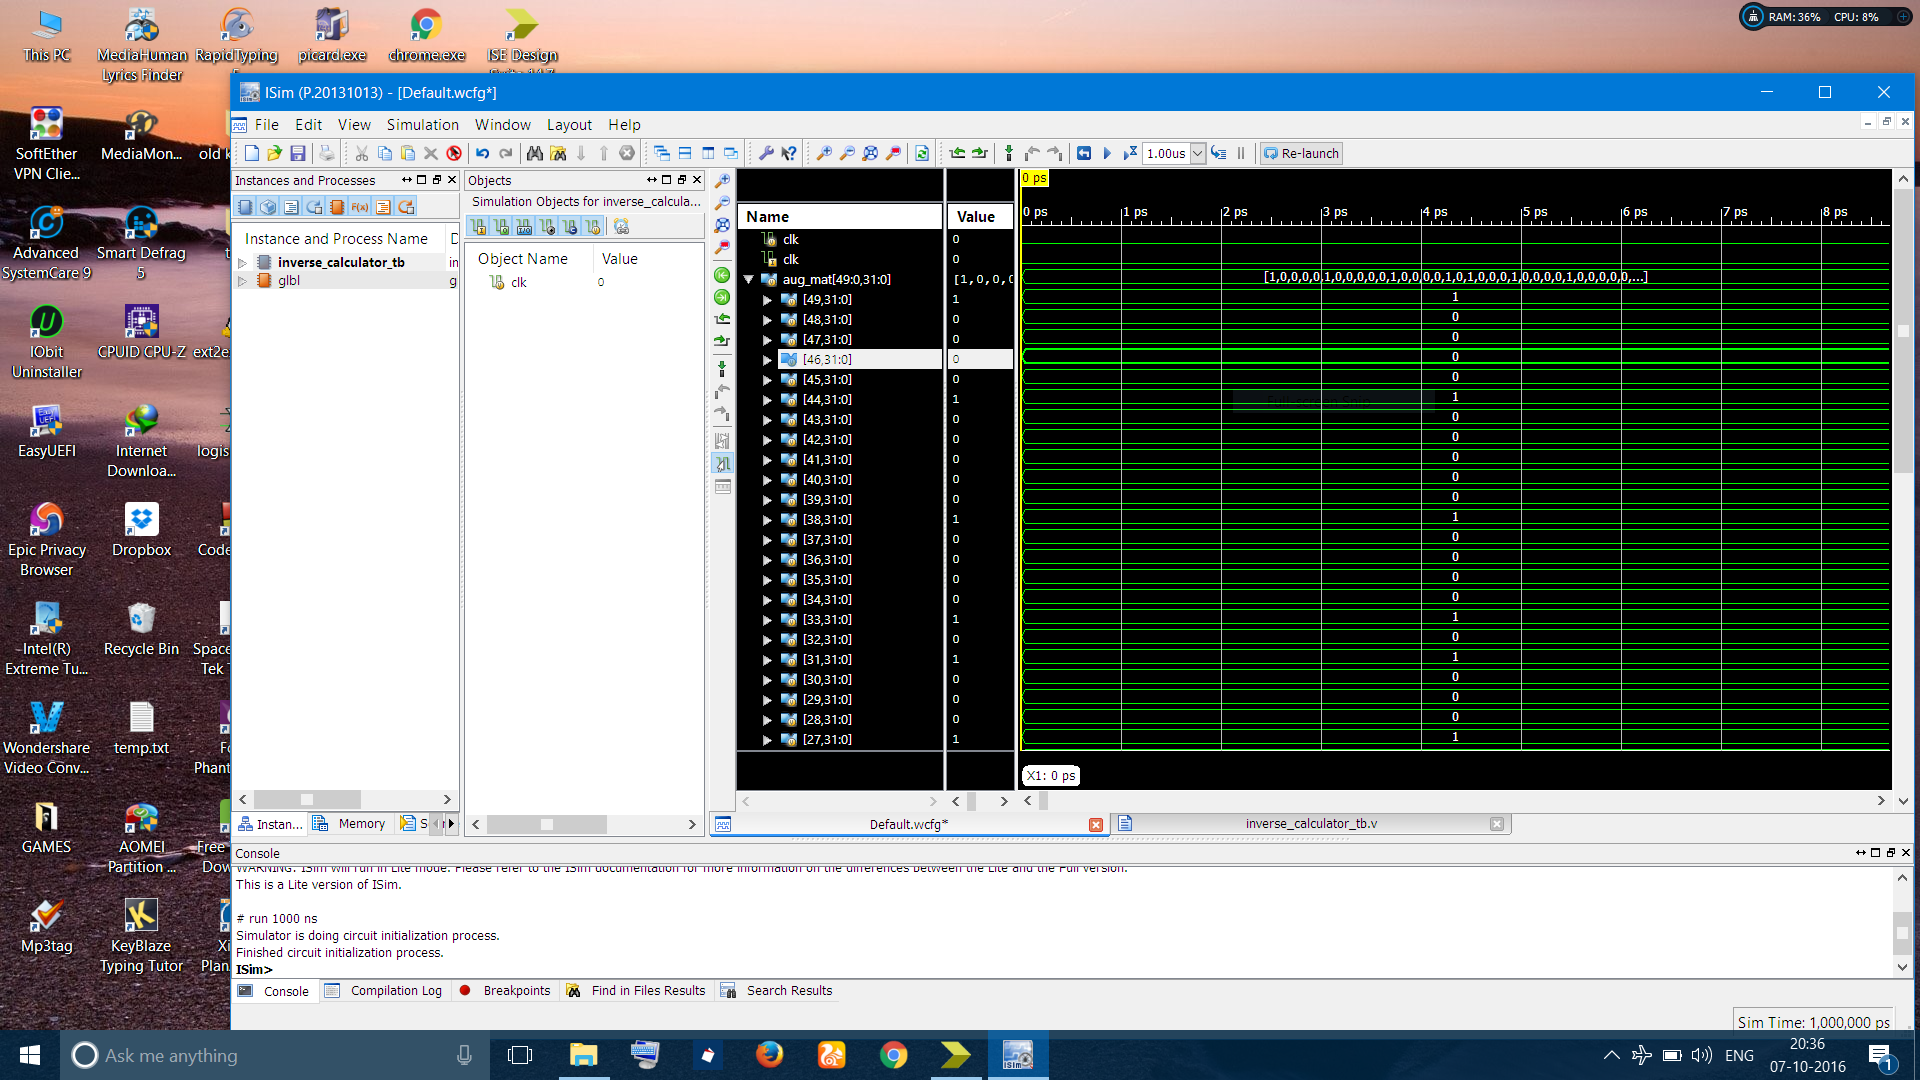 RAM: 36% CPU: 8%
This PC
MediaHuman Lyrics Finder
RapidTyping
picard.exe
chrome.exe
ISE Design
SoftEther VPN Clie...
MediaMon...
old
Advanced SystemCare 9
Smart Defrag 5
IObit Uninstaller
CPUID CPU-Z
ext2
EasyUEFI
Internet Downloa...
logis
Epic Privacy Browser
Dropbox
Code
Intel(R) Extreme Tu...
Recycle Bin
Space
Tek
Wondershare Video Conv...
temp.txt
Fo
Phant
GAMES
AOMEI Partition ...
Free
Dow
Mp3tag
KeyBlaze Typing Tutor
Xi
Plan
ISim (P.20131013) - [Default.wcfg*]
File Edit View Simulation Window Layout Help
1.00us
Re-launch
Instances and Processes
Instance and Process Name
inverse_calculator_tb in
glbl g
Instan... Memory
Objects
Simulation Objects for inverse_calcula...
Object Name Value
clk 0
Name Value
clk 0
clk 0
aug_mat[49:0,31:0] [1,0,0,0
[49,31:0] 1
[48,31:0] 0
[47,31:0] 0
[46,31:0] 0
[45,31:0] 0
[44,31:0] 1
[43,31:0] 0
[42,31:0] 0
[41,31:0] 0
[40,31:0] 0
[39,31:0] 0
[38,31:0] 1
[37,31:0] 0
[36,31:0] 0
[35,31:0] 0
[34,31:0] 0
[33,31:0] 1
[32,31:0] 0
[31,31:0] 1
[30,31:0] 0
[29,31:0] 0
[28,31:0] 0
[27,31:0] 1
0 ps
0 ps 1 ps 2 ps 3 ps 4 ps 5 ps 6 ps 7 ps 8 ps
[1,0,0,0,0,1,0,0,0,0,0,1,0,0,0,0,1,0,1,0,0,0,1,0,0,0,0,1,0,0,0,0,0,...]
1
0
0
0
0
1
0
0
0
0
0
1
0
0
0
0
1
0
1
0
0
0
1
X1: 0 ps
Default.wcfg*
inverse_calculator_tb.v
Console
WARNING: ISim will run in Lite mode. Please refer to the ISim documentation for more information on the differences between the Lite and the Full version.
This is a Lite version of ISim.
# run 1000 ns
Simulator is doing circuit initialization process.
Finished circuit initialization process.
ISim>
Console Compilation Log Breakpoints Find in Files Results Search Results
Sim Time: 1,000,000 ps
Ask me anything
ENG
20:36
07-10-2016
1